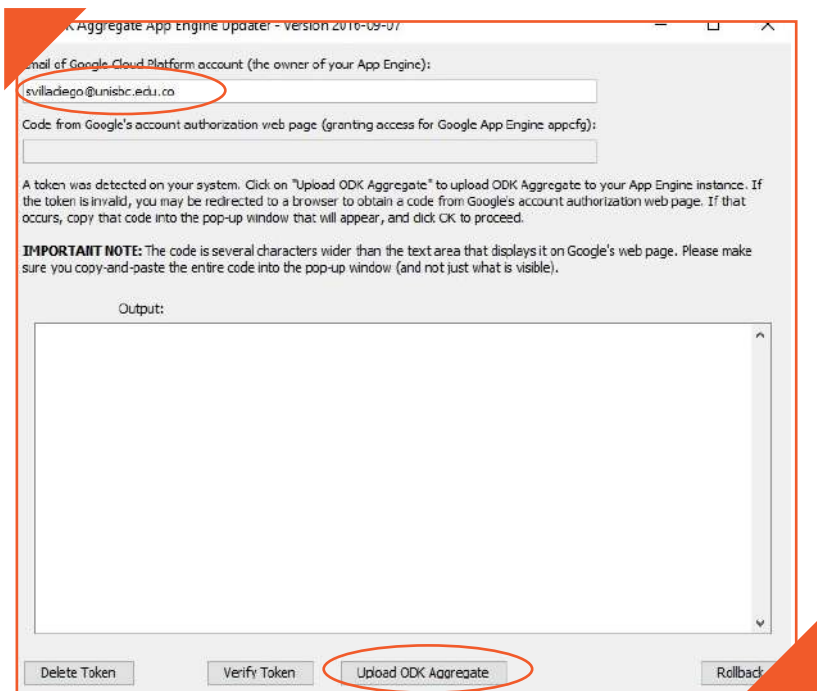 Aggregate App Engine Updater - Version 2016-09-07
Email of Google Cloud Platform account (the owner of your App Engine):
svilladiego@unisbc.edu.co
Code from Google's account authorization web page (granting access for Google App Engine appcfg):
A token was detected on your system. Click on "Upload ODK Aggregate" to upload ODK Aggregate to your App Engine instance. If
the token is invalid, you may be redirected to a browser to obtain a code from Google's account authorization web page. If that
occurs, copy that code into the pop-up window that will appear, and click OK to proceed.
IMPORTANT NOTE: The code is several characters wider than the text area that displays it on Google's web page. Please make
sure you copy-and-paste the entire code into the pop-up window (and not just what is visible).
Output:
Delete Token Verify Token Upload ODK Aggregate Rollback